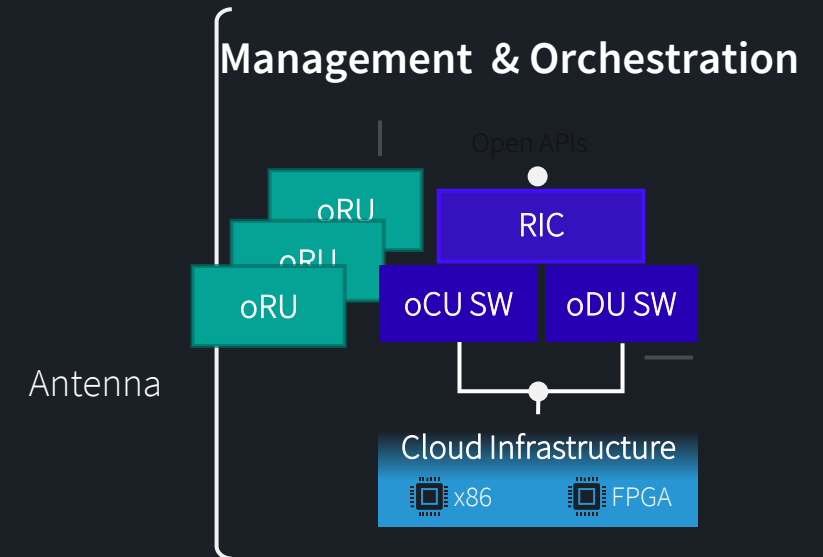 Management & Orchestration
Open APIs
oRU
RIC
oRU
oRU
oCU SW
oDU SW
Antenna
Cloud Infrastructure
x86
FPGA